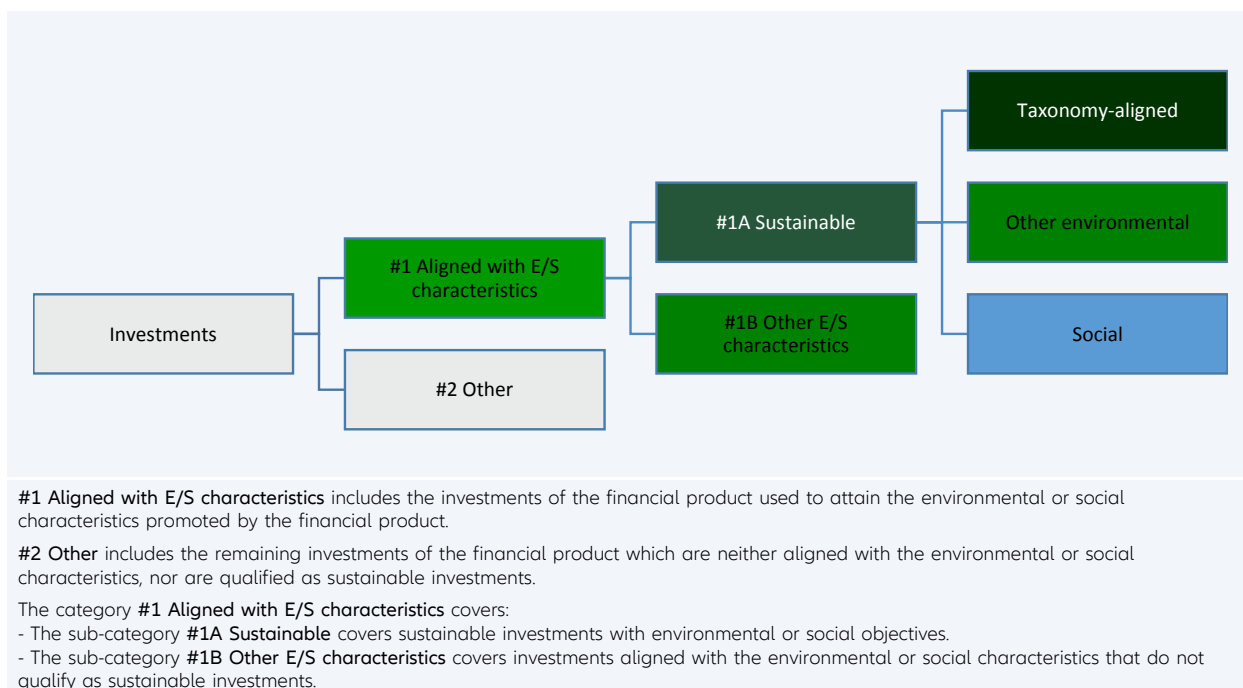 Taxonomy-aligned
#1A Sustainable
Other environmental
#1 Aligned with E/S
characteristics
Investments
#1B Other E/S
characteristics
Social
#2 Other
#1 Aligned with E/S characteristics includes the investments of the financial product used to attain the environmental or social
characteristics promoted by the financial product.
#2 Other includes the remaining investments of the financial product which are neither aligned with the environmental or social
characteristics, nor are qualified as sustainable investments.
The category #1 Aligned with E/S characteristics covers:
- The sub-category #1A Sustainable covers sustainable investments with environmental or social objectives.
- The sub-category #1B Other E/S characteristics covers investments aligned with the environmental or social characteristics that do not
qualify as sustainable investments.